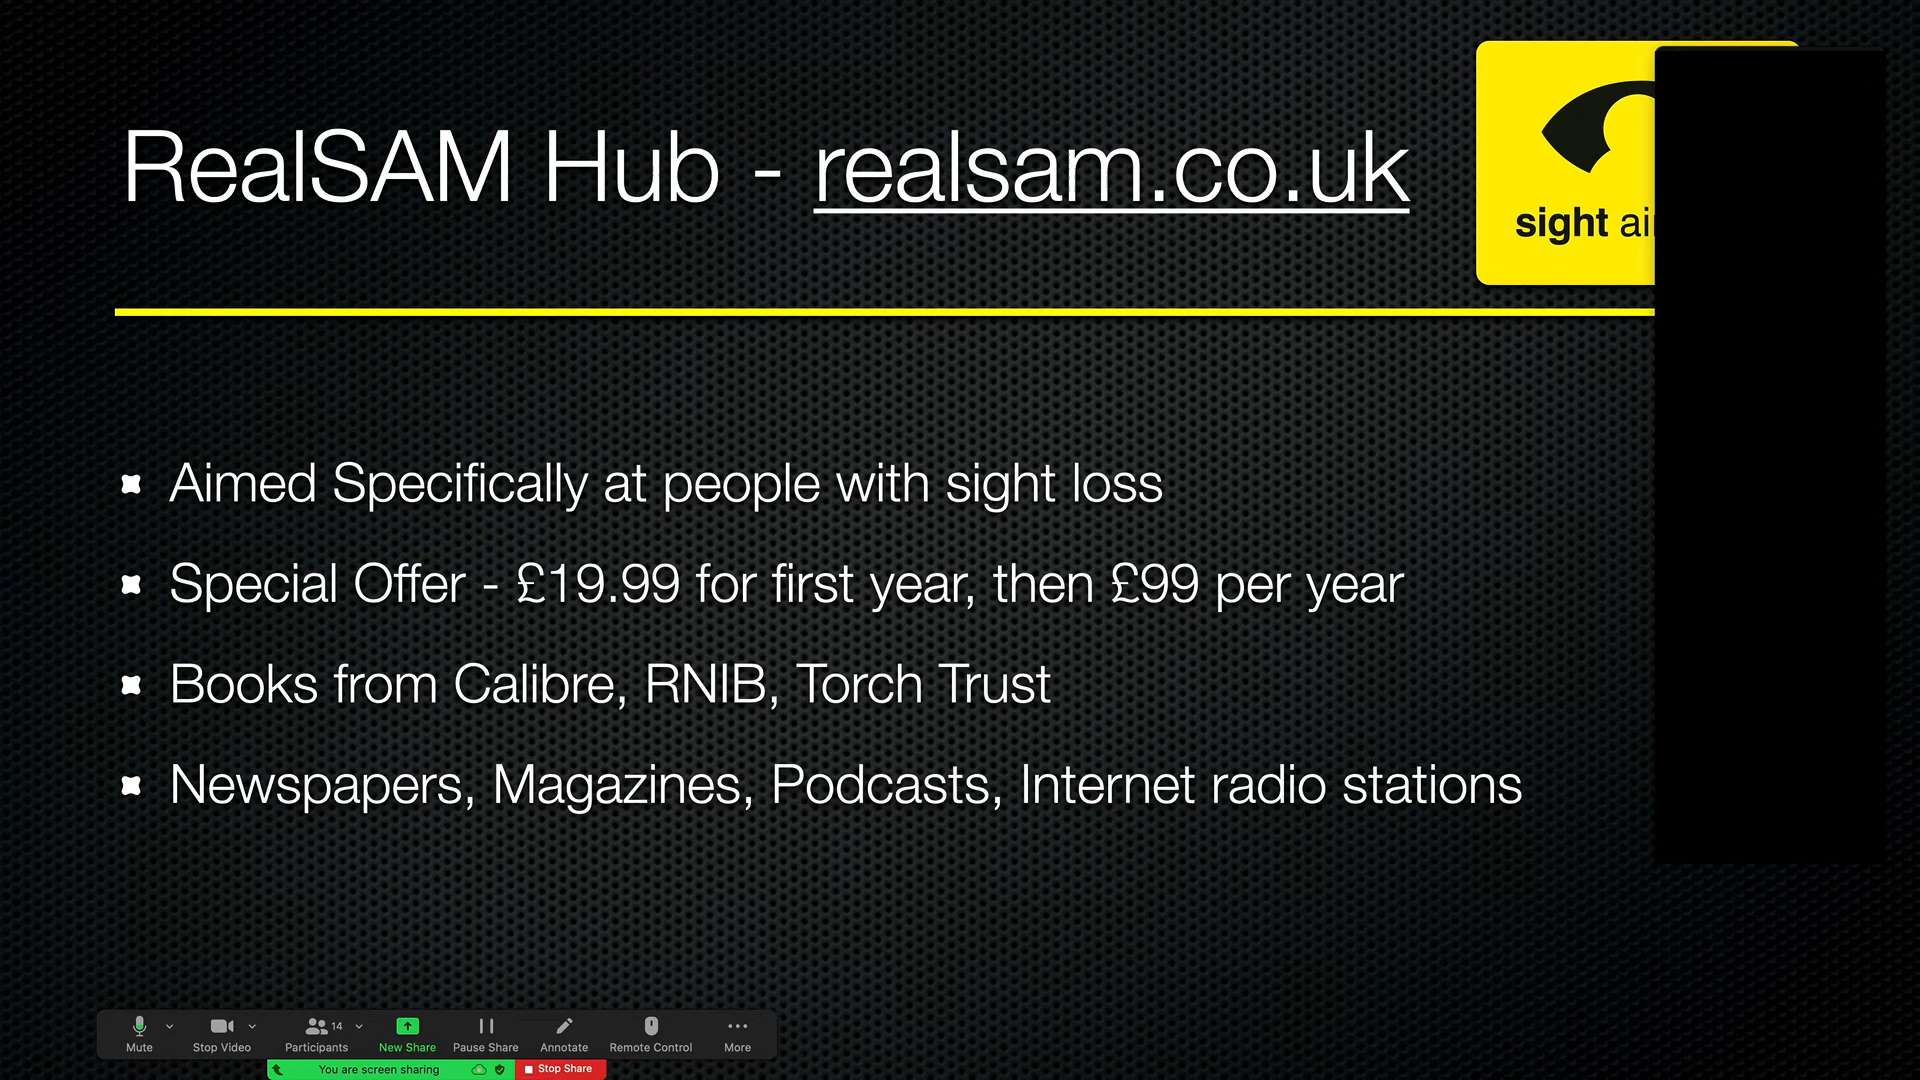 RealSAM Hub - realsam.co.uk
sight
Aimed Specifically at people with sight loss
Special Offer - £19.99 for first year, then £99 per year
Books from Calibre, RNIB, Torch Trust
Newspapers, Magazines, Podcasts, Internet radio stations
14
Mute Stop Video Participants New Share Pause Share Annotate Remote Control More
You are screen sharing Stop Share